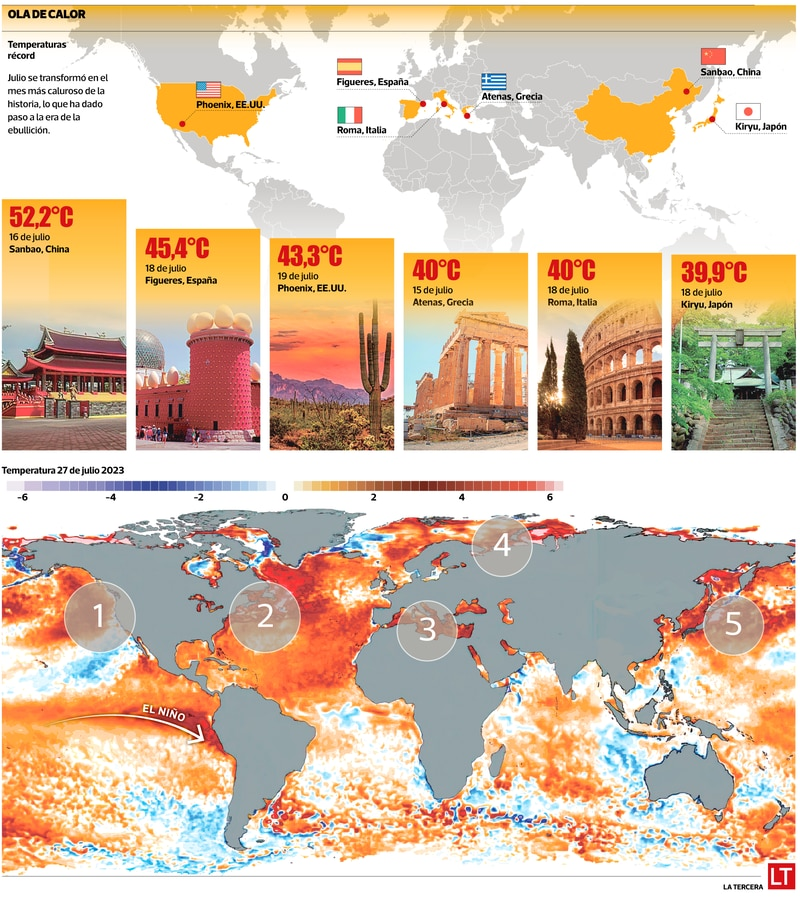 OLA DE CALOR
Temperaturas
récord
Julio se transformó en el
mes más caluroso de la
historia, lo que ha dado
paso a la era de la
ebullición.
Phoenix, EE.UU.
Figueres, España
Roma, Italia
Atenas, Grecia
Sanbao, China
Kiryu, Japón
52,2°C
16 de julio
Sanbao, China
45,4°C
18 de julio
Figueres, España
43,3°C
19 de julio
Phoenix, EE.UU.
40°C
15 de julio
Atenas, Grecia
40°C
18 de julio
Roma, Italia
39,9°C
18 de julio
Kiryu, Japón
Temperatura 27 de julio 2023
–6 –4 –2 0 2 4 6
1
2
3
4
5
EL NIÑO
LA TERCERA
LT